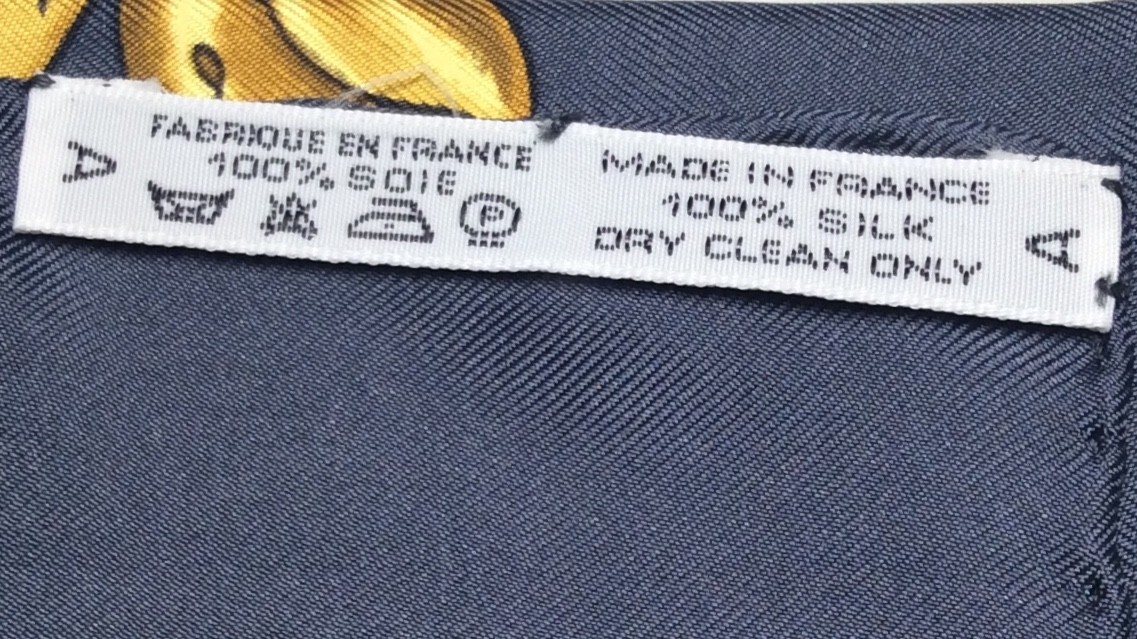 A
FABRIQUE EN FRANCE
100% SOIE
P
MADE IN FRANCE
100% SILK
DRY CLEAN ONLY
A